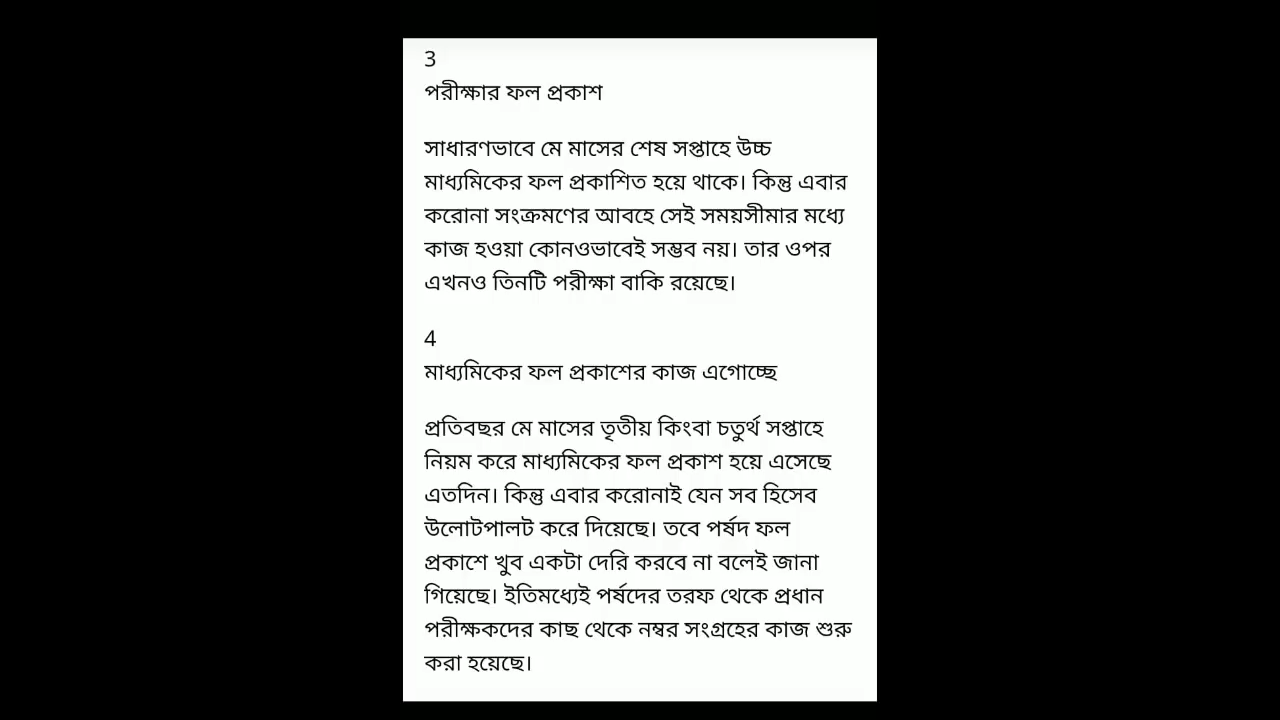 3
পরীক্ষার ফল প্রকাশ
সাধারণভাবে মে মাসের শেষ সপ্তাহে উচ্চ
মাধ্যমিকের ফল প্রকাশিত হয়ে থাকে। কিন্তু এবার
করোনা সংক্রমণের আবহে সেই সময়সীমার মধ্যে
কাজ হওয়া কোনওভাবেই সম্ভব নয়। তার ওপর
এখনও তিনটি পরীক্ষা বাকি রয়েছে।
4
মাধ্যমিকের ফল প্রকাশের কাজ এগোচ্ছে
প্রতিবছর মে মাসের তৃতীয় কিংবা চতুর্থ সপ্তাহে
নিয়ম করে মাধ্যমিকের ফল প্রকাশ হয়ে এসেছে
এতদিন। কিন্তু এবার করোনাই যেন সব হিসেব
উলোটপালট করে দিয়েছে। তবে পর্ষদ ফল
প্রকাশে খুব একটা দেরি করবে না বলেই জানা
গিয়েছে। ইতিমধ্যেই পর্ষদের তরফ থেকে প্রধান
পরীক্ষকদের কাছ থেকে নম্বর সংগ্রহের কাজ শুরু
করা হয়েছে।